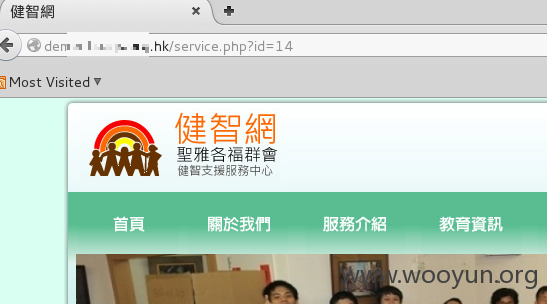 健智網
.hk/service.php?id=14
Most Visited
健智網
聖雅各福群會
健智支援服務中心
首頁 關於我們 服務介紹 教育資訊
www.wooyun.org